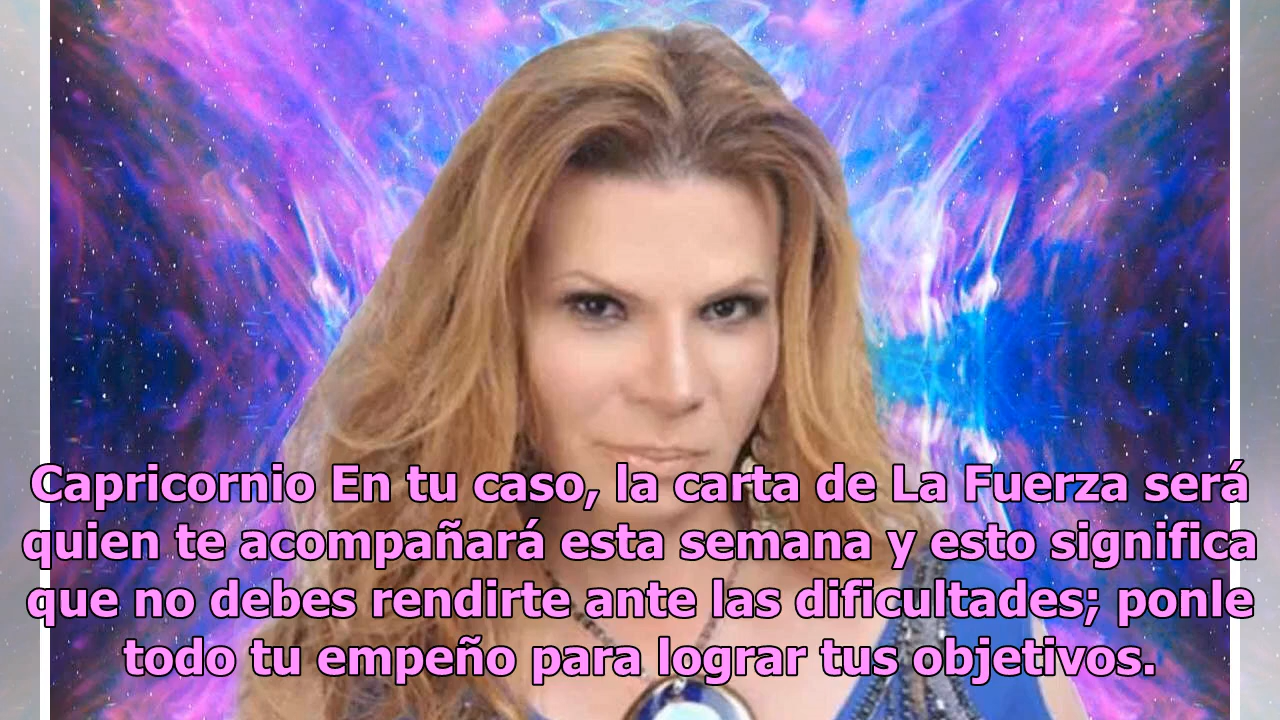 Capricornio En tu caso, la carta de La Fuerza será
quien te acompañará esta semana y esto significa
que no debes rendirte ante las dificultades; ponle
todo tu empeño para lograr tus objetivos.